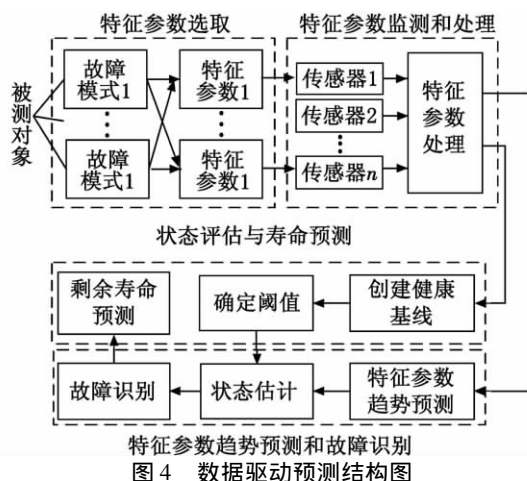 特征参数选取
特征参数监测和处理
被测对象
故障
模式1
故障
模式1
特征
参数1
特征
参数1
传感器1
传感器2
传感器n
特征
参数
处理
状态评估与寿命预测
剩余寿命
预测
确定阈值
创建健康
基线
故障识别
状态估计
特征参数
趋势预测
特征参数趋势预测和故障识别
图4 数据驱动预测结构图